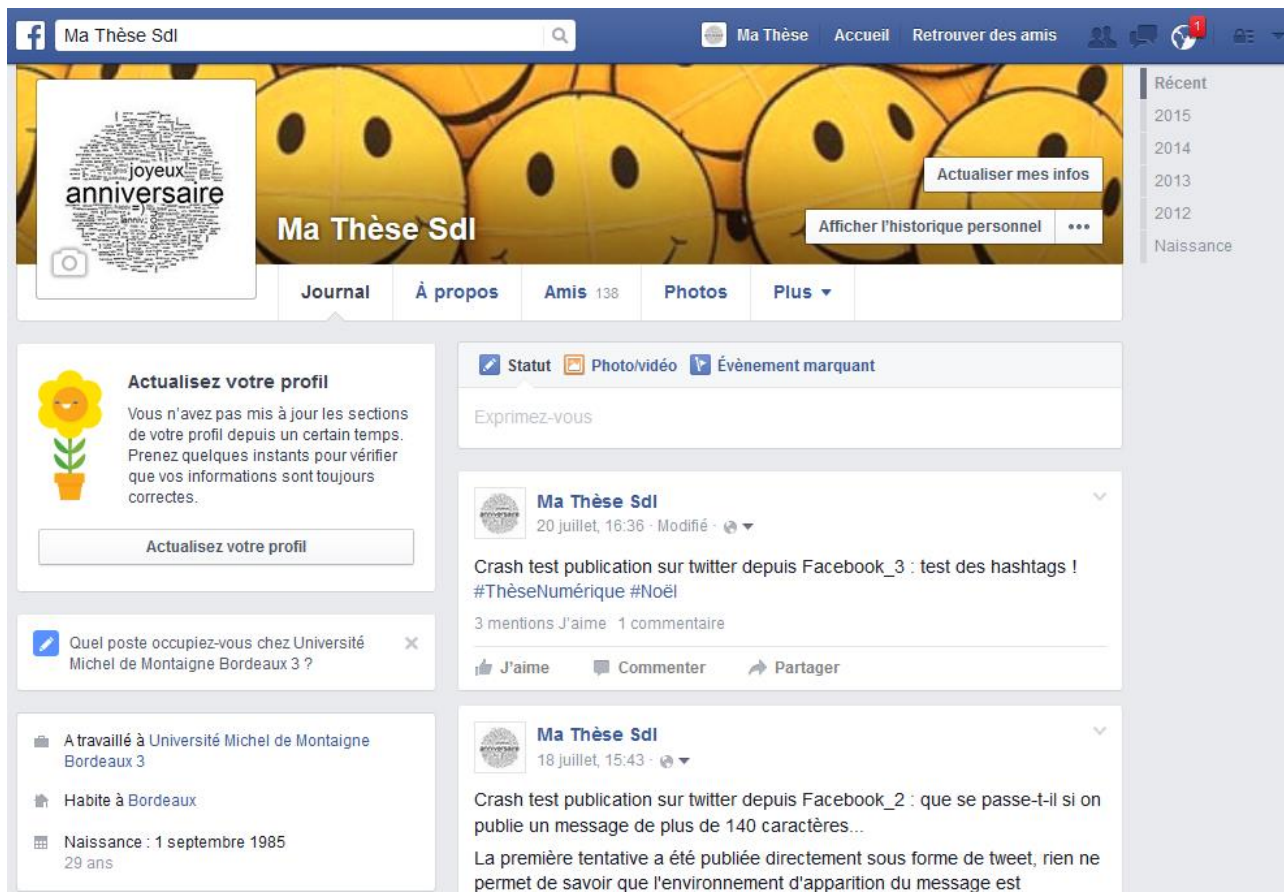 Ma Thèse Sdl
Ma Thèse Accueil Retrouver des amis 1
joyeux
anniversaire
Ma Thèse Sdl
Actualiser mes infos
Afficher l'historique personnel
Journal À propos Amis 138 Photos Plus
Récent
2015
2014
2013
2012
Naissance
Actualisez votre profil
Vous n'avez pas mis à jour les sections
de votre profil depuis un certain temps.
Prenez quelques instants pour vérifier
que vos informations sont toujours
correctes.
Actualisez votre profil
Quel poste occupiez-vous chez Université
Michel de Montaigne Bordeaux 3 ?
A travaillé à Université Michel de Montaigne
Bordeaux 3
Habite à Bordeaux
Naissance : 1 septembre 1985
29 ans
Statut Photo/vidéo Évènement marquant
Exprimez-vous
Ma Thèse Sdl
20 juillet, 16:36 · Modifié ·
Crash test publication sur twitter depuis Facebook_3 : test des hashtags !
#ThèseNumérique #Noël
3 mentions J'aime 1 commentaire
J'aime Commenter Partager
Ma Thèse Sdl
18 juillet, 15:43 ·
Crash test publication sur twitter depuis Facebook_2 : que se passe-t-il si on
publie un message de plus de 140 caractères...
La première tentative a été publiée directement sous forme de tweet, rien ne
permet de savoir que l'environnement d'apparition du message est